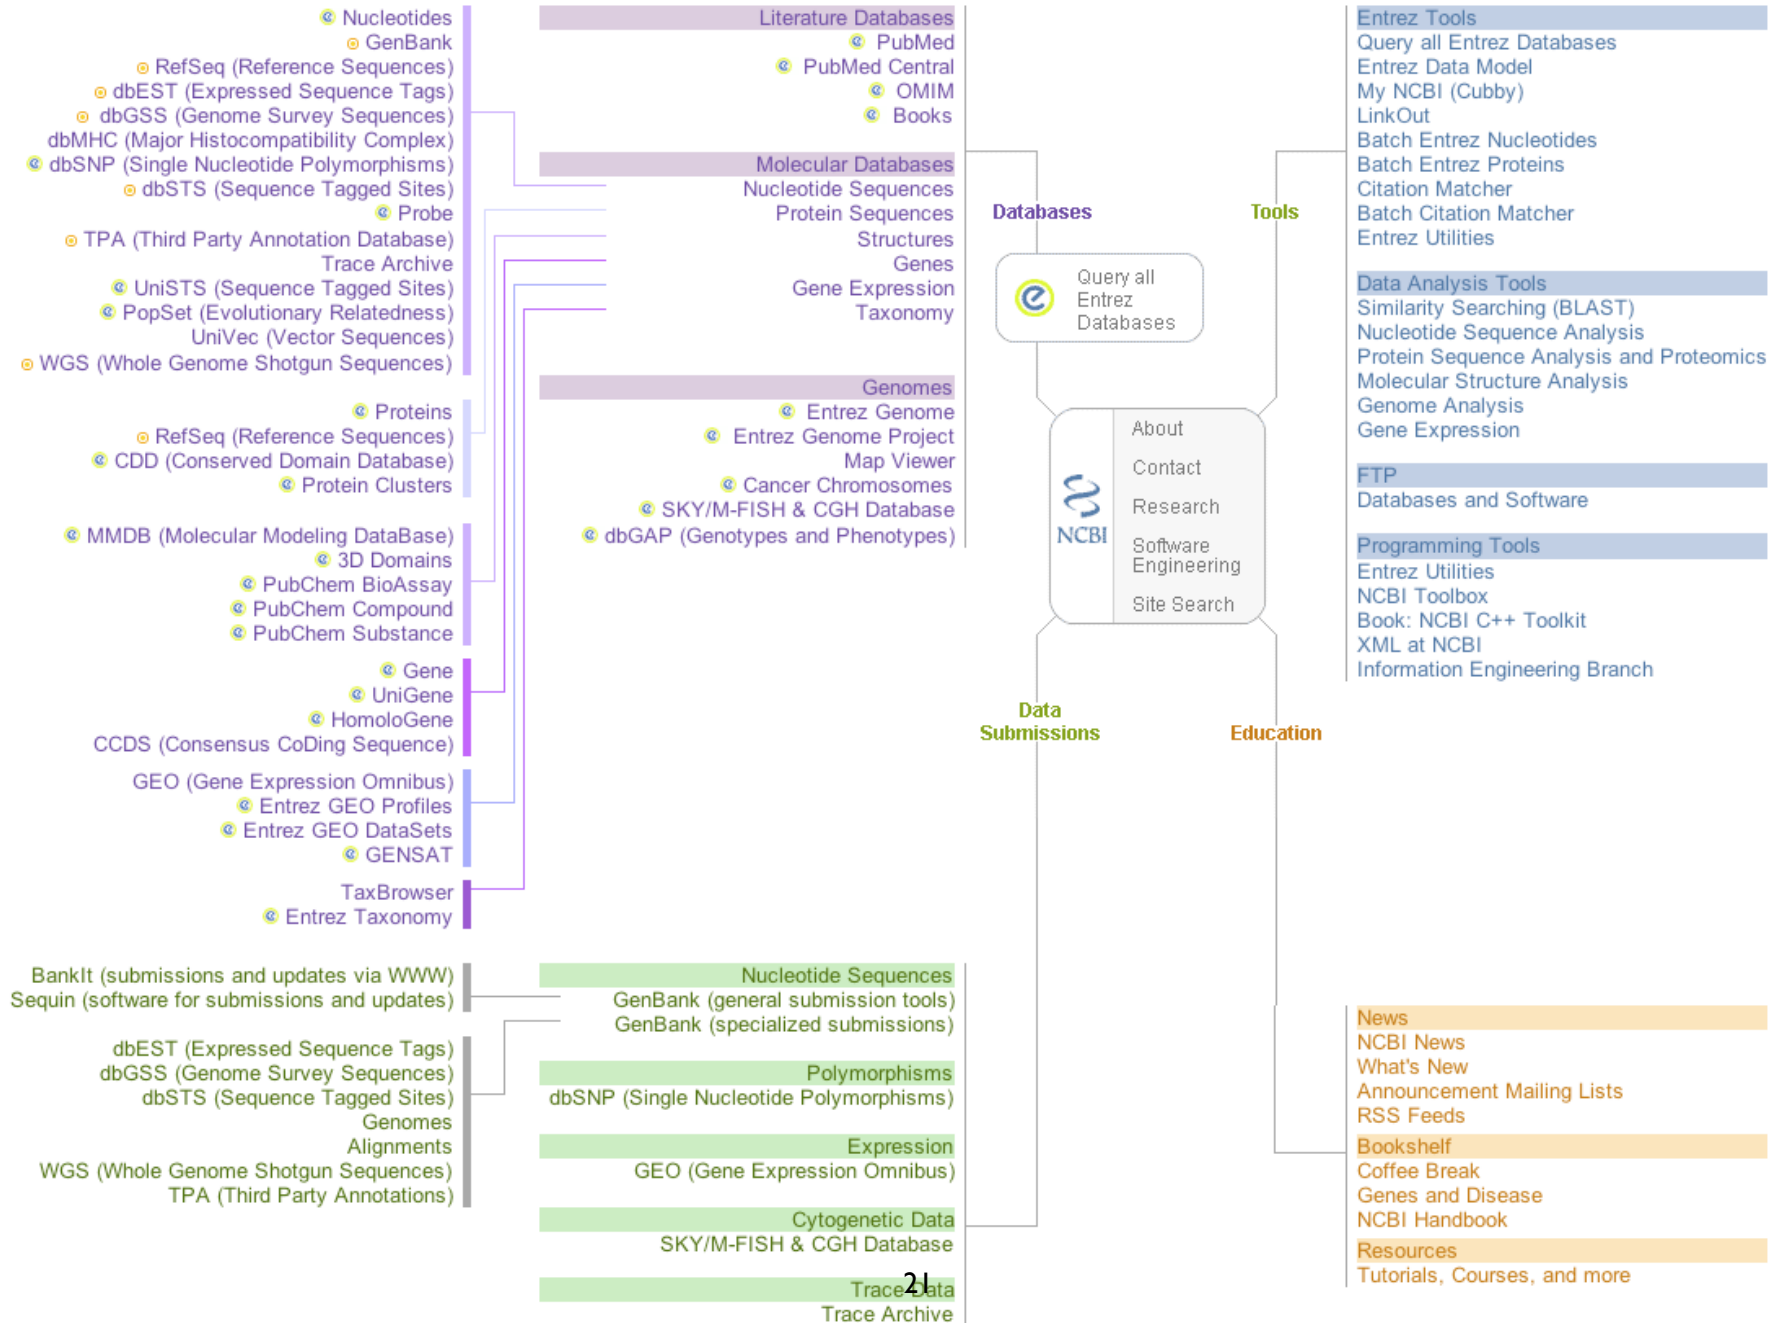 Nucleotides
GenBank
RefSeq (Reference Sequences)
dbEST (Expressed Sequence Tags)
dbGSS (Genome Survey Sequences)
dbMHC (Major Histocompatibility Complex)
dbSNP (Single Nucleotide Polymorphisms)
dbSTS (Sequence Tagged Sites)
Probe
TPA (Third Party Annotation Database)
Trace Archive
UniSTS (Sequence Tagged Sites)
PopSet (Evolutionary Relatedness)
UniVec (Vector Sequences)
WGS (Whole Genome Shotgun Sequences)
Proteins
RefSeq (Reference Sequences)
CDD (Conserved Domain Database)
Protein Clusters
MMDB (Molecular Modeling DataBase)
3D Domains
PubChem BioAssay
PubChem Compound
PubChem Substance
Gene
UniGene
HomoloGene
CCDS (Consensus CoDing Sequence)
GEO (Gene Expression Omnibus)
Entrez GEO Profiles
Entrez GEO DataSets
GENSAT
TaxBrowser
Entrez Taxonomy
BankIt (submissions and updates via WWW)
Sequin (software for submissions and updates)
dbEST (Expressed Sequence Tags)
dbGSS (Genome Survey Sequences)
dbSTS (Sequence Tagged Sites)
Genomes
Alignments
WGS (Whole Genome Shotgun Sequences)
TPA (Third Party Annotations)
Literature Databases
PubMed
PubMed Central
OMIM
Books
Molecular Databases
Nucleotide Sequences
Protein Sequences
Structures
Genes
Gene Expression
Taxonomy
Genomes
Entrez Genome
Entrez Genome Project
Map Viewer
Cancer Chromosomes
SKY/M-FISH & CGH Database
dbGAP (Genotypes and Phenotypes)
Nucleotide Sequences
GenBank (general submission tools)
GenBank (specialized submissions)
Polymorphisms
dbSNP (Single Nucleotide Polymorphisms)
Expression
GEO (Gene Expression Omnibus)
Cytogenetic Data
SKY/M-FISH & CGH Database
Trace Data
Trace Archive
21
Databases
Query all
Entrez
Databases
Tools
NCBI
About
Contact
Research
Software
Engineering
Site Search
Data
Submissions
Education
Entrez Tools
Query all Entrez Databases
Entrez Data Model
My NCBI (Cubby)
LinkOut
Batch Entrez Nucleotides
Batch Entrez Proteins
Citation Matcher
Batch Citation Matcher
Entrez Utilities
Data Analysis Tools
Similarity Searching (BLAST)
Nucleotide Sequence Analysis
Protein Sequence Analysis and Proteomics
Molecular Structure Analysis
Genome Analysis
Gene Expression
FTP
Databases and Software
Programming Tools
Entrez Utilities
NCBI Toolbox
Book: NCBI C++ Toolkit
XML at NCBI
Information Engineering Branch
News
NCBI News
What's New
Announcement Mailing Lists
RSS Feeds
Bookshelf
Coffee Break
Genes and Disease
NCBI Handbook
Resources
Tutorials, Courses, and more